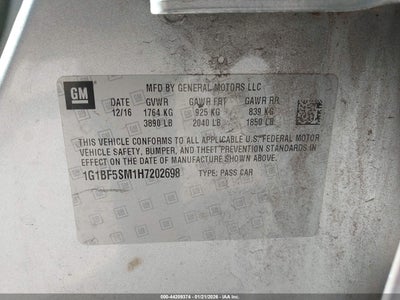 GM
MFD BY GENERAL MOTORS LLC
DATE GVWR GAWR FRT GAWR RR
12/16 1764 KG 925 KG 839 KG
3890 LB 2040 LB 1850 LB
THIS VEHICLE CONFORMS TO ALL APPLICABLE U.S. FEDERAL MOTOR
VEHICLE SAFETY, BUMPER, AND THEFT PREVENTION STANDARDS
IN EFFECT ON THE DATE OF MANUFACTURE SHOWN ABOVE.
1G1BF5SM1H7202698 TYPE: PASS CAR
000-44209374 - 01/21/2026 -